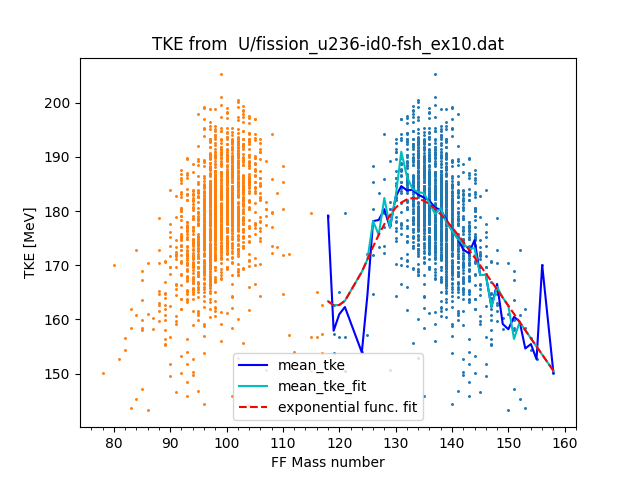 TKE from  U/fission_u236-id0-fsh_ex10.dat
TKE [MeV]
200
190
180
170
160
150
mean_tke
mean_tke_fit
exponential func. fit
80 90 100 110 120 130 140 150 160
FF Mass number